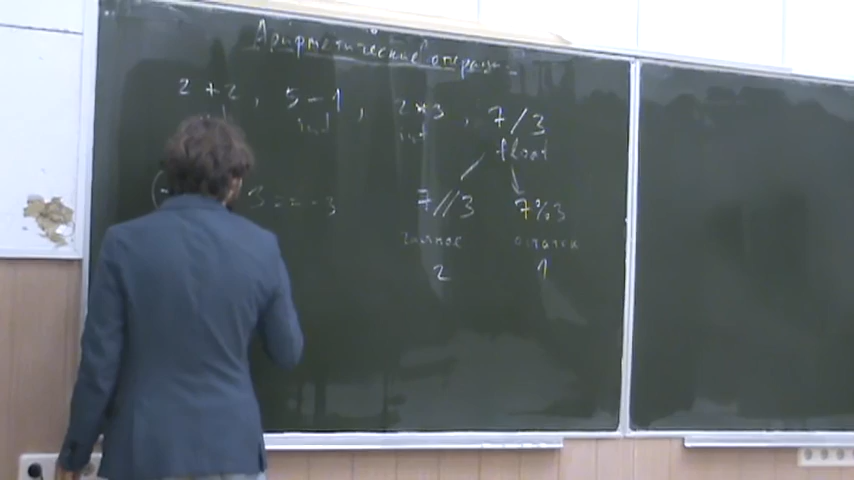 Арифметические операции
2 + 2 , 5 - 1 , 2 * 3 , 7 / 3
int int float
3 = = - 3 7//3 7%3
частное остаток
2 1